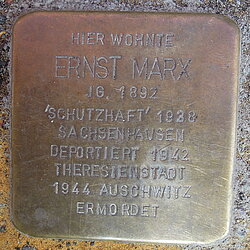 HIER WOHNTE
ERNST MARX
JG. 1892
'SCHUTZHAFT' 1938
SACHSENHAUSEN
DEPORTIERT 1942
THERESIENSTADT
1944 AUSCHWITZ
ERMORDET